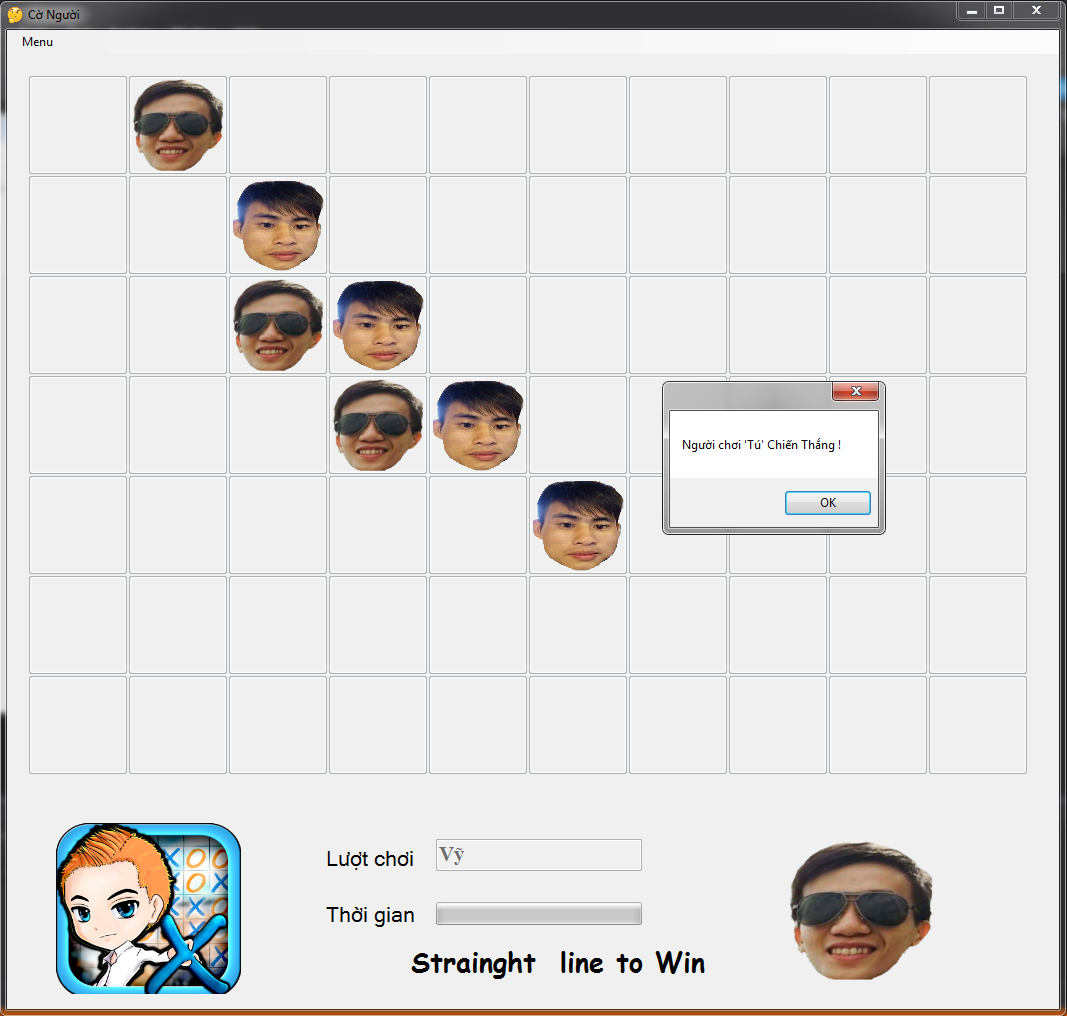 Cờ Người
Menu
Người chơi 'Tú' Chiến Thắng !
OK
Lượt chơi
Vỹ
Thời gian
Strainght line to Win